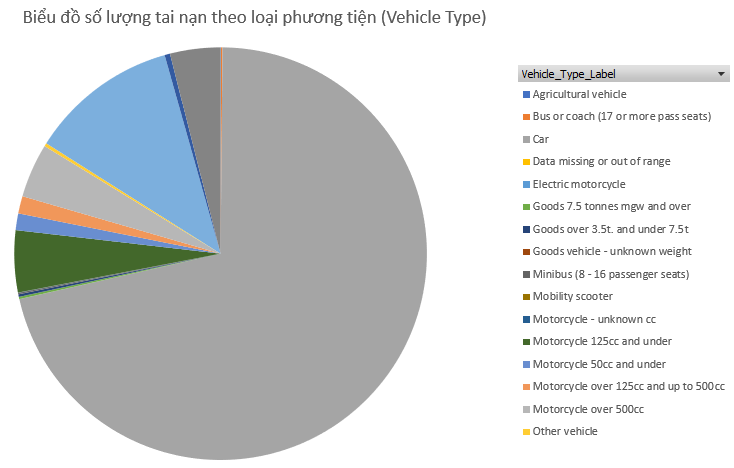 Biểu đồ số lượng tai nạn theo loại phương tiện (Vehicle Type)
Vehicle_Type_Label
Agricultural vehicle
Bus or coach (17 or more pass seats)
Car
Data missing or out of range
Electric motorcycle
Goods 7.5 tonnes mgw and over
Goods over 3.5t. and under 7.5t
Goods vehicle - unknown weight
Minibus (8 - 16 passenger seats)
Mobility scooter
Motorcycle - unknown cc
Motorcycle 125cc and under
Motorcycle 50cc and under
Motorcycle over 125cc and up to 500cc
Motorcycle over 500cc
Other vehicle